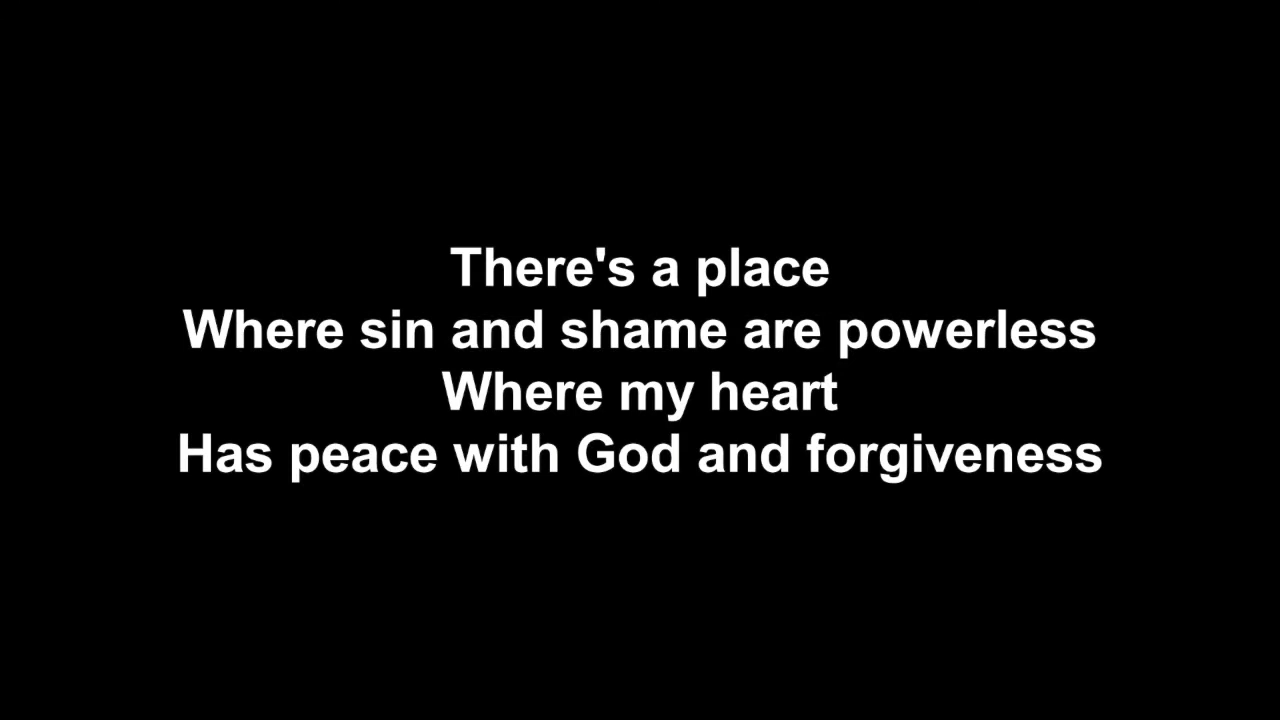 There's a place
Where sin and shame are powerless
Where my heart
Has peace with God and forgiveness